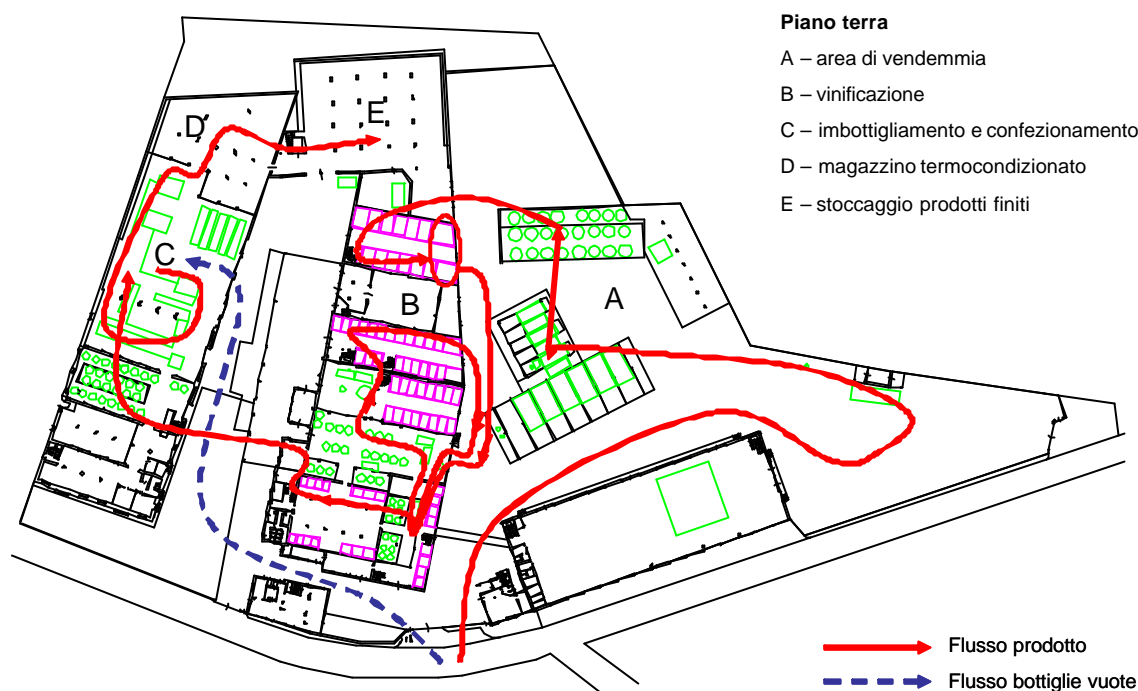 Piano terra
A – area di vendemmia
B – vinificazione
C – imbottigliamento e confezionamento
D – magazzino termocondizionato
E – stoccaggio prodotti finiti
E
D
C
B
A
Flusso prodotto
Flusso bottiglie vuote